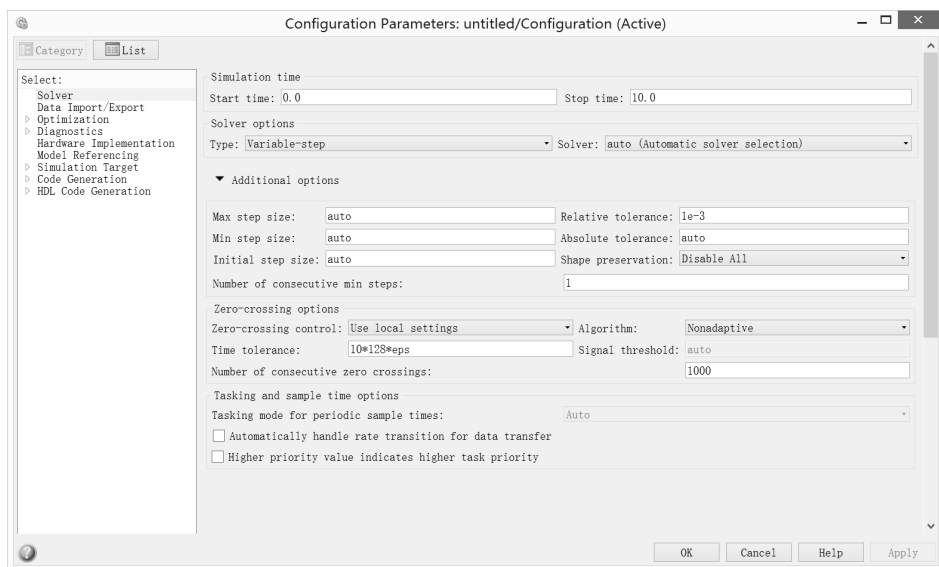 Configuration Parameters: untitled/Configuration (Active)
Category List
Select:
Solver
Data Import/Export
Optimization
Diagnostics
Hardware Implementation
Model Referencing
Simulation Target
Code Generation
HDL Code Generation
Simulation time
Start time: 0.0 Stop time: 10.0
Solver options
Type: Variable-step Solver: auto (Automatic solver selection)
Additional options
Max step size: auto Relative tolerance: 1e-3
Min step size: auto Absolute tolerance: auto
Initial step size: auto Shape preservation: Disable All
Number of consecutive min steps: 1
Zero-crossing options
Zero-crossing control: Use local settings Algorithm: Nonadaptive
Time tolerance: 10*128*eps Signal threshold: auto
Number of consecutive zero crossings: 1000
Tasking and sample time options
Tasking mode for periodic sample times: Auto
Automatically handle rate transition for data transfer
Higher priority value indicates higher task priority
OK Cancel Help Apply